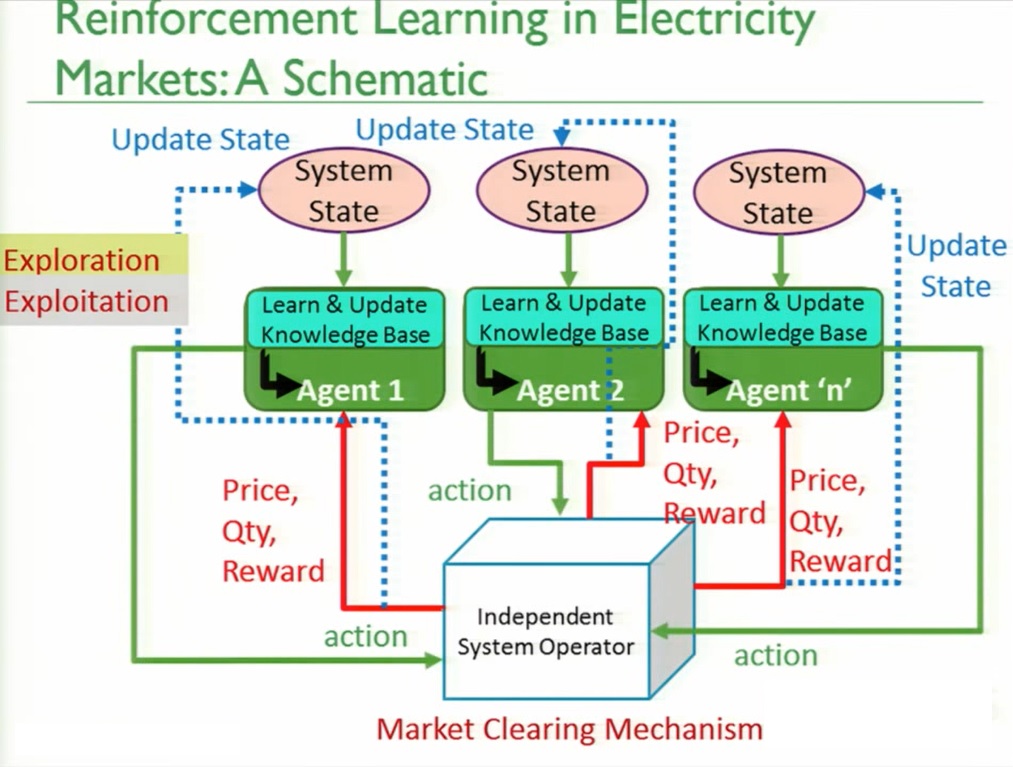 Reinforcement Learning in Electricity
Markets: A Schematic
Update State
Update State
System
State
System
State
System
State
Update
State
Exploration
Exploitation
Learn & Update
Knowledge Base
Agent 1
Learn & Update
Knowledge Base
Agent 2
Learn & Update
Knowledge Base
Agent ‘n’
Price,
Qty,
Reward
action
Price,
Qty,
Reward
Price,
Qty,
Reward
Independent
System Operator
action
action
Market Clearing Mechanism